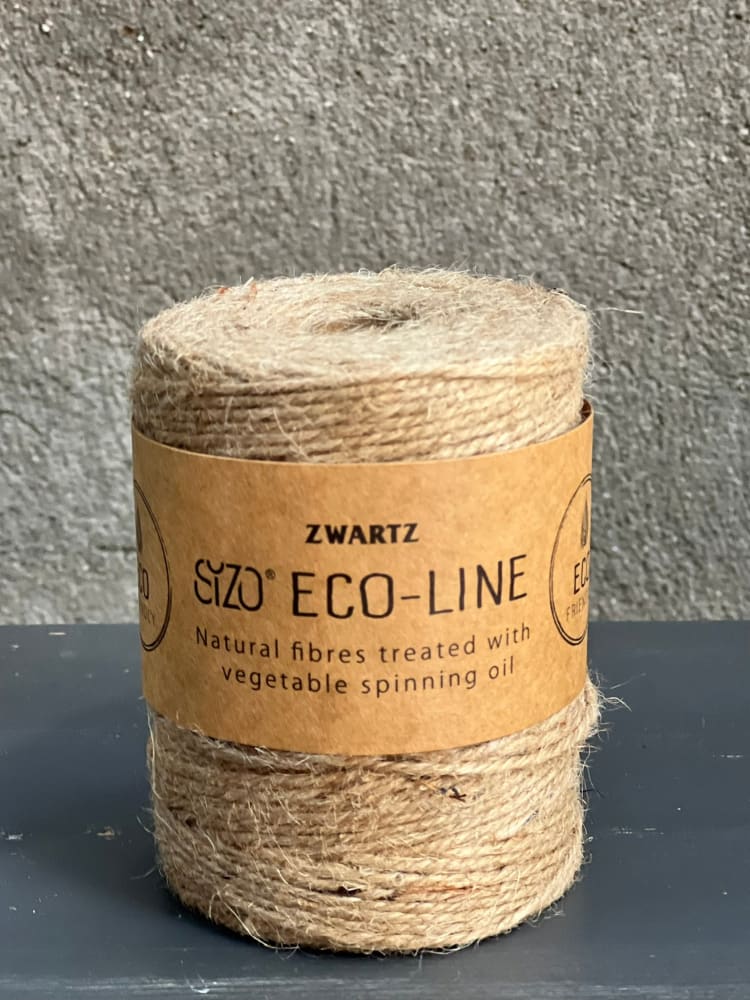 ZWARTZ
SIZO® ECO-LINE
Natural fibres treated with
vegetable spinning oil